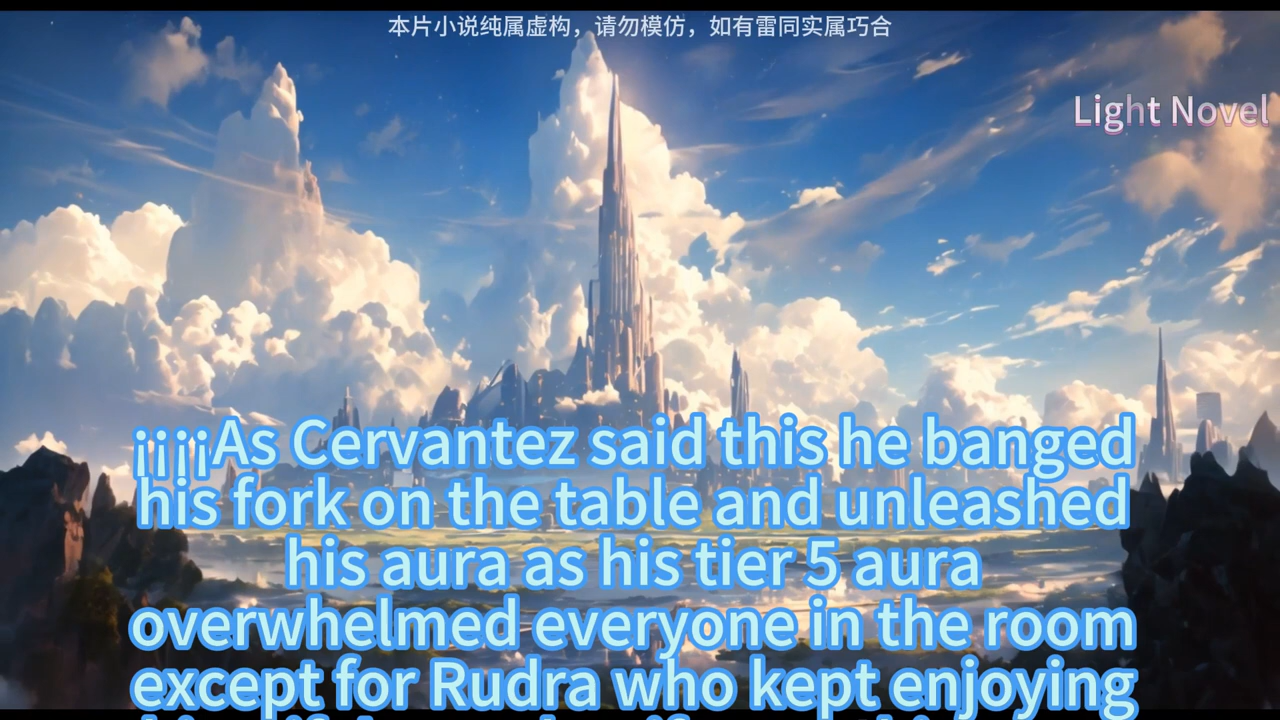 本片小说纯属虚构，请勿模仿，如有雷同实属巧合
Light Novel
¡¡¡¡As Cervantez said this he banged
his fork on the table and unleashed
his aura as his tier 5 aura
overwhelmed everyone in the room
except for Rudra who kept enjoying